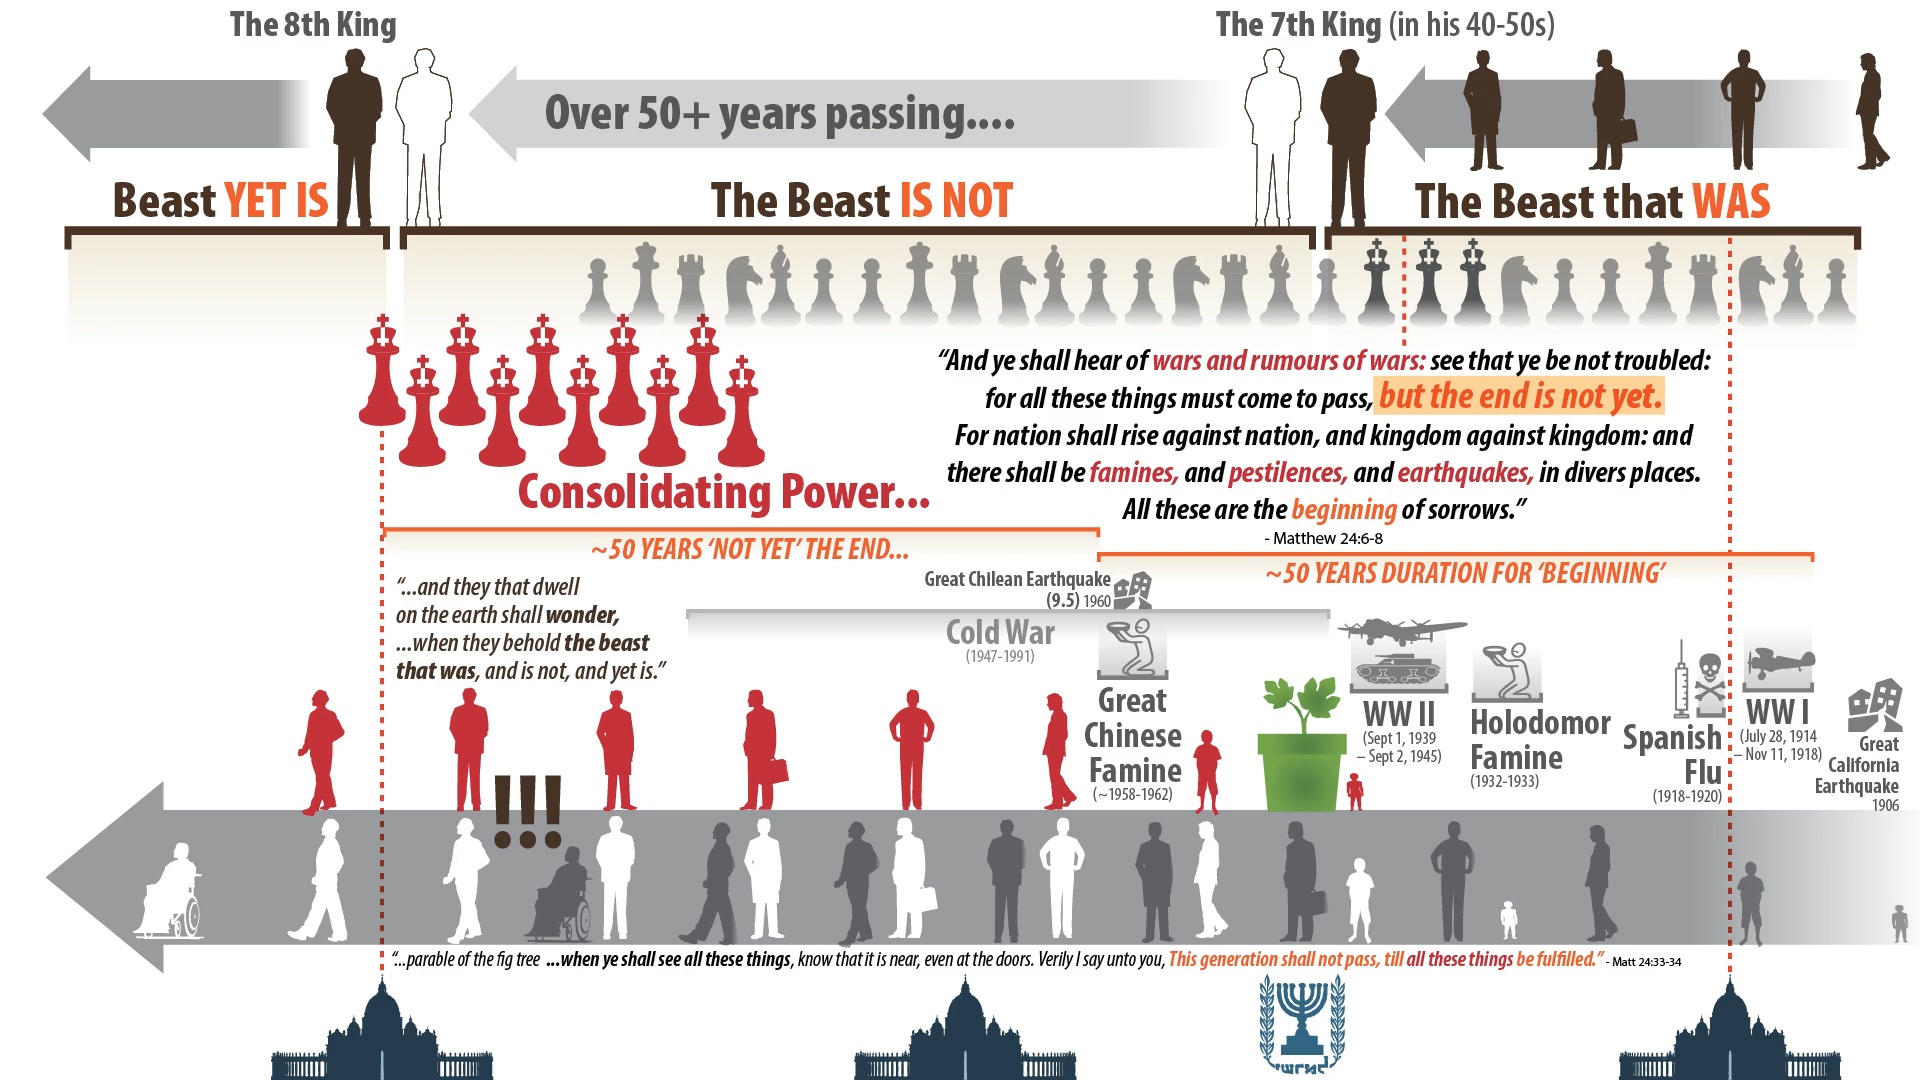 The 8th King
The 7th King (in his 40-50s)
Over 50+ years passing....
Beast YET IS
The Beast IS NOT
The Beast that WAS
“And ye shall hear of wars and rumours of wars: see that ye be not troubled:
for all these things must come to pass, but the end is not yet.
For nation shall rise against nation, and kingdom against kingdom: and
there shall be famines, and pestilences, and earthquakes, in divers places.
All these are the beginning of sorrows.”
- Matthew 24:6-8
Consolidating Power...
~50 YEARS ‘NOT YET’ THE END...
~50 YEARS DURATION FOR ‘BEGINNING’
“...and they that dwell
on the earth shall wonder,
...when they behold the beast
that was, and is not, and yet is.”
Great Chilean Earthquake
(9.5) 1960
Cold War
(1947-1991)
Great
Chinese
Famine
(~1958-1962)
WW II
(Sept 1, 1939
– Sept 2, 1945)
Holodomor
Famine
(1932-1933)
Spanish
Flu
(1918-1920)
WW I
(July 28, 1914
– Nov 11, 1918)
Great
California
Earthquake
1906
!!!
“...parable of the fig tree ...when ye shall see all these things, know that it is near, even at the doors. Verily I say unto you, This generation shall not pass, till all these things be fulfilled.” - Matt 24:33-34
ישראל